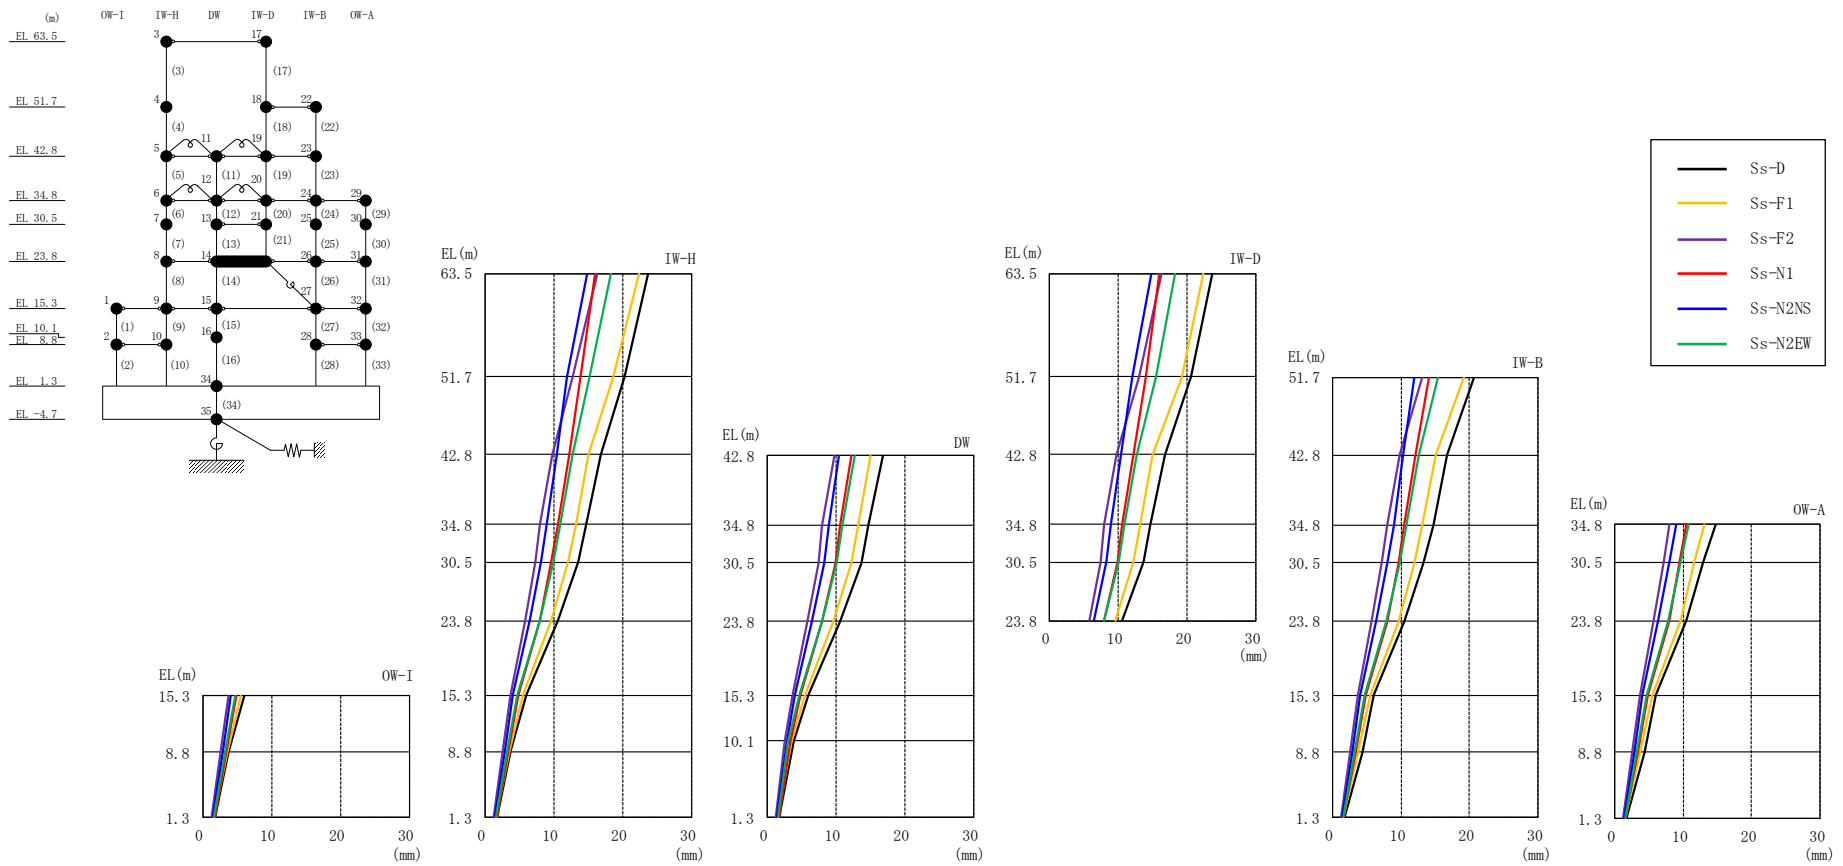 (m) OW-I IW-H DW IW-D IW-B OW-A
EL 63.5 3 17
(3) (17)
EL 51.7 4 18 22
(4) 11 19 (18) (22)
EL 42.8 5 23
(5) 12 (11) 20 (19) (23)
EL 34.8 6 24 29
(6) (12) (20) (24) (29)
EL 30.5 7 13 21 25 30
(7) (13) (21) (25) (30)
EL 23.8 8 14 26 31
(8) (14) (26) (31)
27
EL 15.3 1 9 15 32
(1) (9) (15) (27) (32)
EL 10.1 16
EL 8.8 2 10 28 33
(2) (10) (16) (28) (33)
EL 1.3 34
(34)
EL -4.7 35
EL(m) OW-I
15.3
8.8
1.3
0 10 20 30
(mm)
EL(m) IW-H
63.5
51.7
42.8
34.8
30.5
23.8
15.3
8.8
1.3
0 10 20 30
(mm)
EL(m) DW
42.8
34.8
30.5
23.8
15.3
10.1
1.3
0 10 20 30
(mm)
EL(m) IW-D
63.5
51.7
42.8
34.8
30.5
23.8
0 10 20 30
(mm)
EL(m) IW-B
51.7
42.8
34.8
30.5
23.8
15.3
8.8
1.3
0 10 20 30
(mm)
EL(m) OW-A
34.8
30.5
23.8
15.3
8.8
1.3
0 10 20 30
(mm)
Ss-D
Ss-F1
Ss-F2
Ss-N1
Ss-N2NS
Ss-N2EW